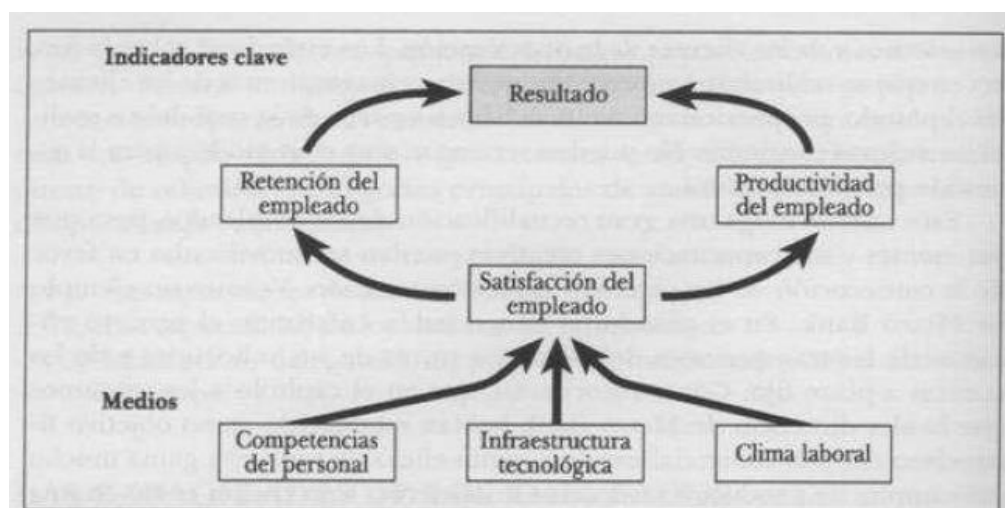 Indicadores clave
Resultado
Retención del
empleado
Productividad
del empleado
Satisfacción del
empleado
Medios
Competencias
del personal
Infraestructura
tecnológica
Clima laboral